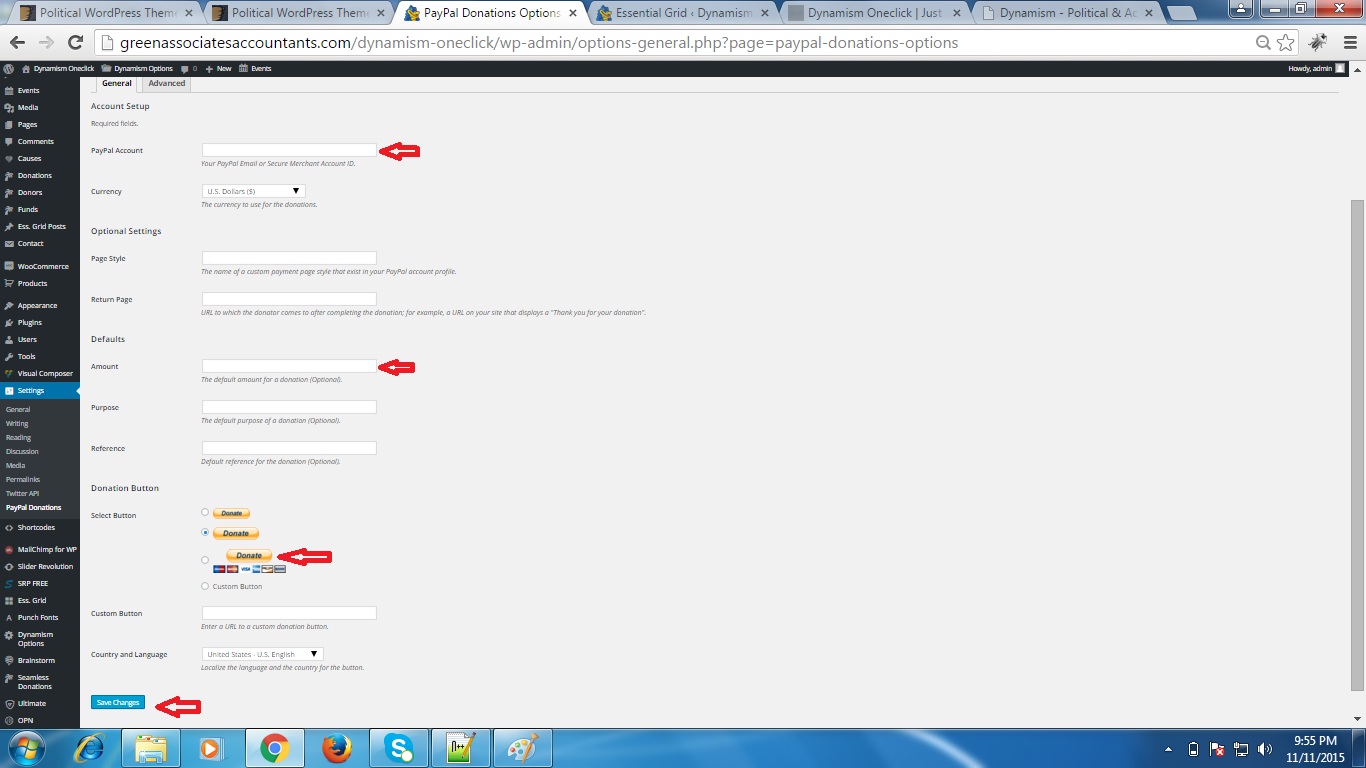 Political WordPress Theme
Political WordPress Theme
PayPal Donations Options
Essential Grid ‹ Dynamism
Dynamism Oneclick | Just
Dynamism - Political & Ac
greenassociatesaccountants.com/dynamism-oneclick/wp-admin/options-general.php?page=paypal-donations-options
Dynamism Oneclick Dynamism Options 0 + New Events Howdy, admin
Events
Media
Pages
Comments
Causes
Donations
Donors
Funds
Ess. Grid Posts
Contact
WooCommerce
Products
Appearance
Plugins
Users
Tools
Visual Composer
Settings
General
Writing
Reading
Discussion
Media
Permalinks
Twitter API
PayPal Donations
Shortcodes
MailChimp for WP
Slider Revolution
SRP FREE
Ess. Grid
Punch Fonts
Dynamism
Options
Brainstorm
Seamless
Donations
Ultimate
OPN
General Advanced
Account Setup
Required fields.
PayPal Account
Your PayPal Email or Secure Merchant Account ID.
Currency U.S. Dollars ($)
The currency to use for the donations.
Optional Settings
Page Style
The name of a custom payment page style that exist in your PayPal account profile.
Return Page
URL to which the donator comes to after completing the donation; for example, a URL on your site that displays a "Thank you for your donation".
Defaults
Amount
The default amount for a donation (Optional).
Purpose
The default purpose of a donation (Optional).
Reference
Default reference for the donation (Optional).
Donation Button
Select Button Donate
Donate
Donate
VISA
Custom Button
Custom Button
Enter a URL to a custom donation button.
Country and Language United States - U.S. English
Localize the language and the country for the button.
Save Changes
9:55 PM
11/11/2015